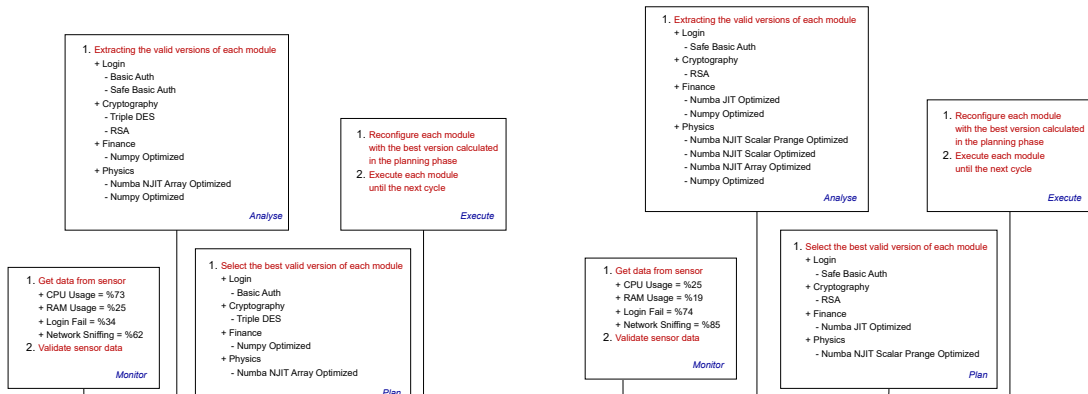 1. Extracting the valid versions of each module
+ Login
- Basic Auth
- Safe Basic Auth
+ Cryptography
- Triple DES
- RSA
+ Finance
- Numpy Optimized
+ Physics
- Numba NJIT Array Optimized
- Numpy Optimized
Analyse
1. Reconfigure each module
with the best version calculated
in the planning phase
2. Execute each module
until the next cycle
Execute
1. Get data from sensor
+ CPU Usage = %73
+ RAM Usage = %25
+ Login Fail = %34
+ Network Sniffing = %62
2. Validate sensor data
Monitor
1. Select the best valid version of each module
+ Login
- Basic Auth
+ Cryptography
- Triple DES
+ Finance
- Numpy Optimized
+ Physics
- Numba NJIT Array Optimized
Plan
1. Extracting the valid versions of each module
+ Login
- Safe Basic Auth
+ Cryptography
- RSA
+ Finance
- Numba JIT Optimized
- Numpy Optimized
+ Physics
- Numba NJIT Scalar Prange Optimized
- Numba NJIT Scalar Optimized
- Numba NJIT Array Optimized
- Numpy Optimized
Analyse
1. Reconfigure each module
with the best version calculated
in the planning phase
2. Execute each module
until the next cycle
Execute
1. Get data from sensor
+ CPU Usage = %25
+ RAM Usage = %19
+ Login Fail = %74
+ Network Sniffing = %85
2. Validate sensor data
Monitor
1. Select the best valid version of each module
+ Login
- Safe Basic Auth
+ Cryptography
- RSA
+ Finance
- Numba JIT Optimized
+ Physics
- Numba NJIT Scalar Prange Optimized
Plan